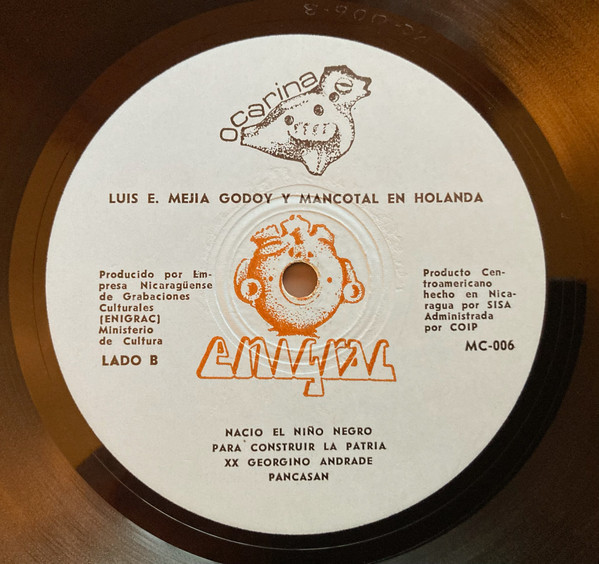 ocarina
LUIS E. MEJIA GODOY Y MANCOTAL EN HOLANDA
Producido por Em-
presa Nicaragüense
de Grabaciones
Culturales
[ENIGRAC]
Ministerio
de Cultura
LADO B
Producto Cen-
troamericano
hecho en Nica-
ragua por SISA
Administrada
por COIP
MC-006
enigrac
NACIO EL NIÑO NEGRO
PARA CONSTRUIR LA PATRIA
XX GEORGINO ANDRADE
PANCASAN